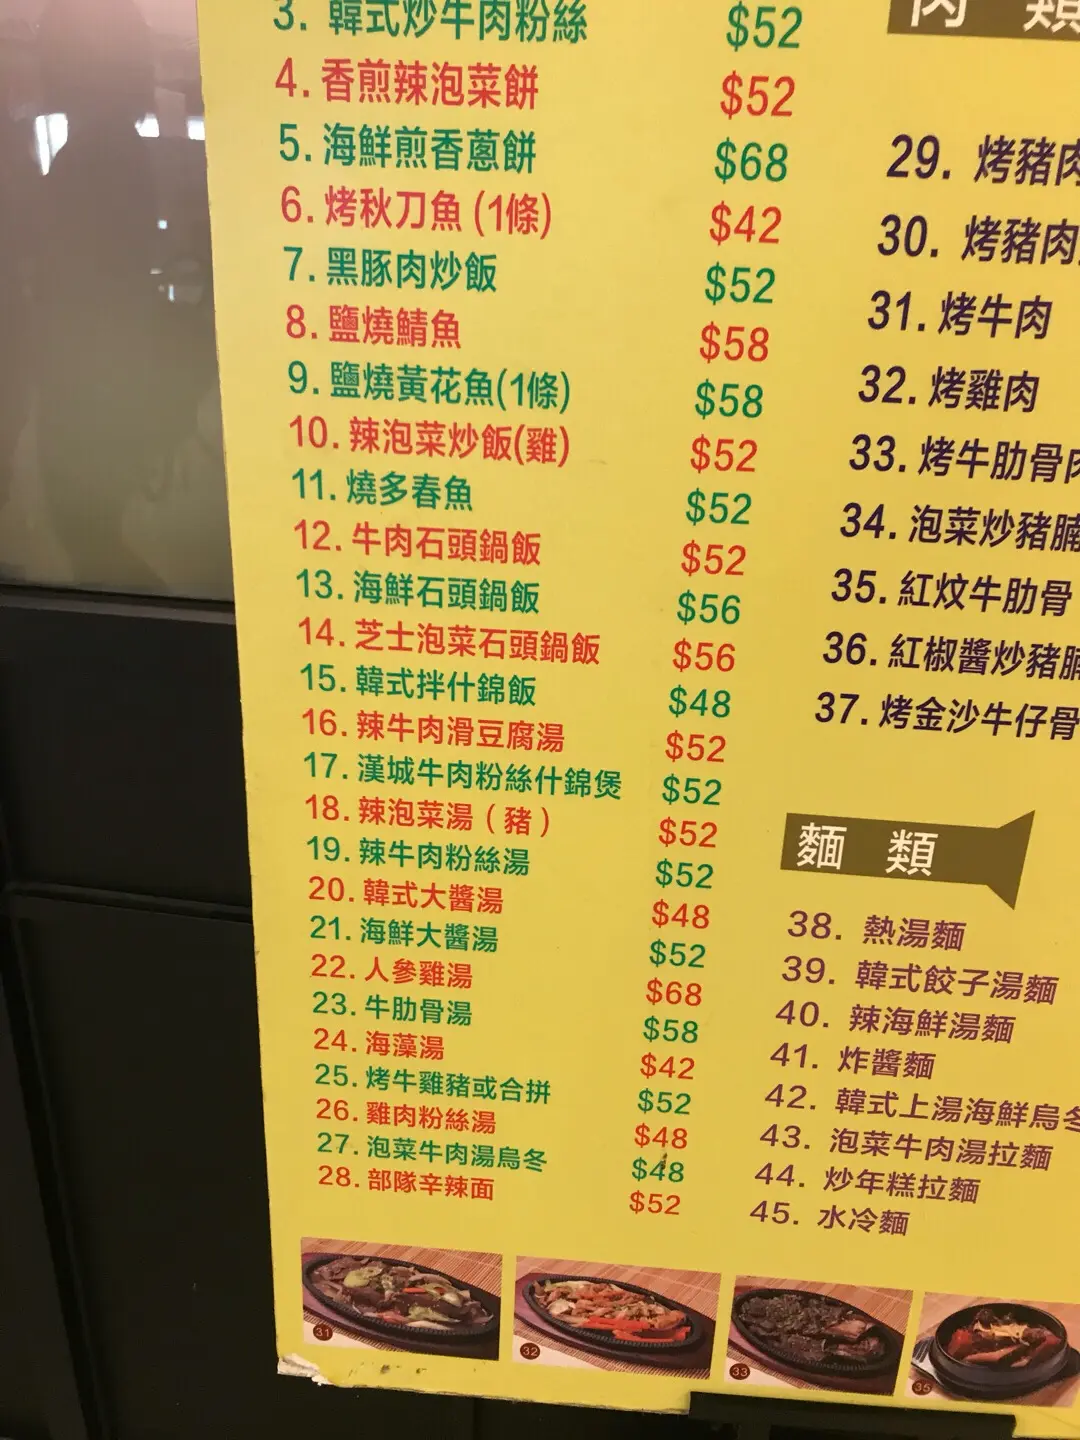 3. 韓式炒牛肉粉絲 $52
4. 香煎辣泡菜餅 $52
5. 海鮮煎香蔥餅 $68
6. 烤秋刀魚 (1條) $42
7. 黑豚肉炒飯 $52
8. 鹽燒鯖魚 $58
9. 鹽燒黃花魚(1條) $58
10. 辣泡菜炒飯(雞) $52
11. 燒多春魚 $52
12. 牛肉石頭鍋飯 $52
13. 海鮮石頭鍋飯 $56
14. 芝士泡菜石頭鍋飯 $56
15. 韓式拌什錦飯 $48
16. 辣牛肉滑豆腐湯 $52
17. 漢城牛肉粉絲什錦煲 $52
18. 辣泡菜湯 ( 豬 ) $52
19. 辣牛肉粉絲湯 $52
20. 韓式大醬湯 $48
21. 海鮮大醬湯 $52
22. 人參雞湯 $68
23. 牛肋骨湯 $58
24. 海藻湯 $42
25. 烤牛雞豬或合拼 $52
26. 雞肉粉絲湯 $48
27. 泡菜牛肉湯烏冬 $48
28. 部隊辛辣面 $52
肉 類
29. 烤豬肉
30. 烤豬肉
31. 烤牛肉
32. 烤雞肉
33. 烤牛肋骨肉
34. 泡菜炒豬腩
35. 紅炆牛肋骨
36. 紅椒醬炒豬腩
37. 烤金沙牛仔骨
麵 類
38. 熱湯麵
39. 韓式餃子湯麵
40. 辣海鮮湯麵
41. 炸醬麵
42. 韓式上湯海鮮烏冬
43. 泡菜牛肉湯拉麵
44. 炒年糕拉麵
45. 水冷麵
31
32
33
35